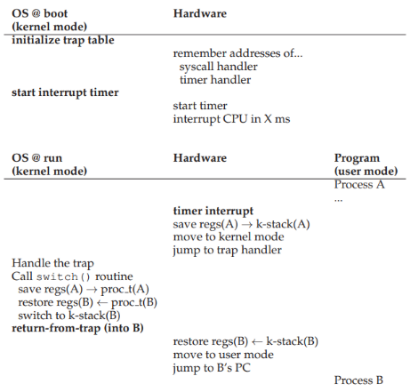 OS @ boot Hardware
(kernel mode)
initialize trap table
remember addresses of...
syscall handler
timer handler
start interrupt timer
start timer
interrupt CPU in X ms
OS @ run Hardware Program
(kernel mode) (user mode)
Process A
...
timer interrupt
save regs(A) → k-stack(A)
move to kernel mode
jump to trap handler
Handle the trap
Call switch() routine
save regs(A) → proc_t(A)
restore regs(B) ← proc_t(B)
switch to k-stack(B)
return-from-trap (into B)
restore regs(B) ← k-stack(B)
move to user mode
jump to B's PC
Process B